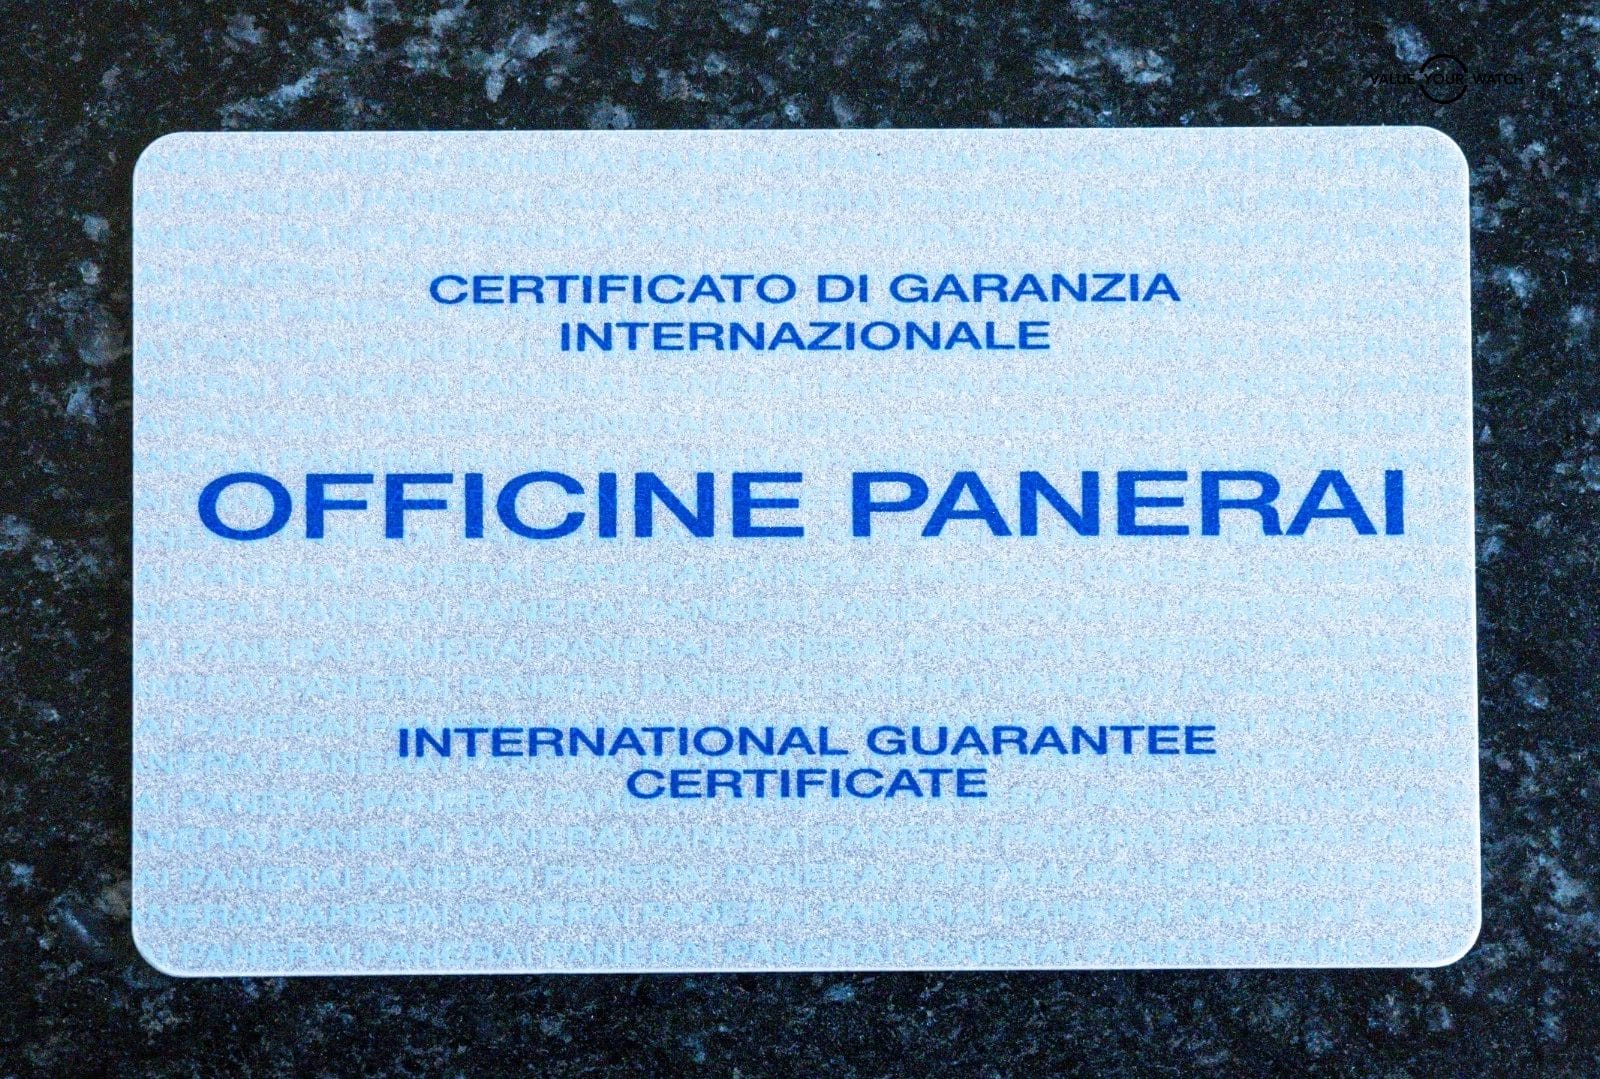 VALUE YOUR WATCH
CERTIFICATO DI GARANZIA
INTERNAZIONALE
OFFICINE PANERAI
INTERNATIONAL GUARANTEE
CERTIFICATE